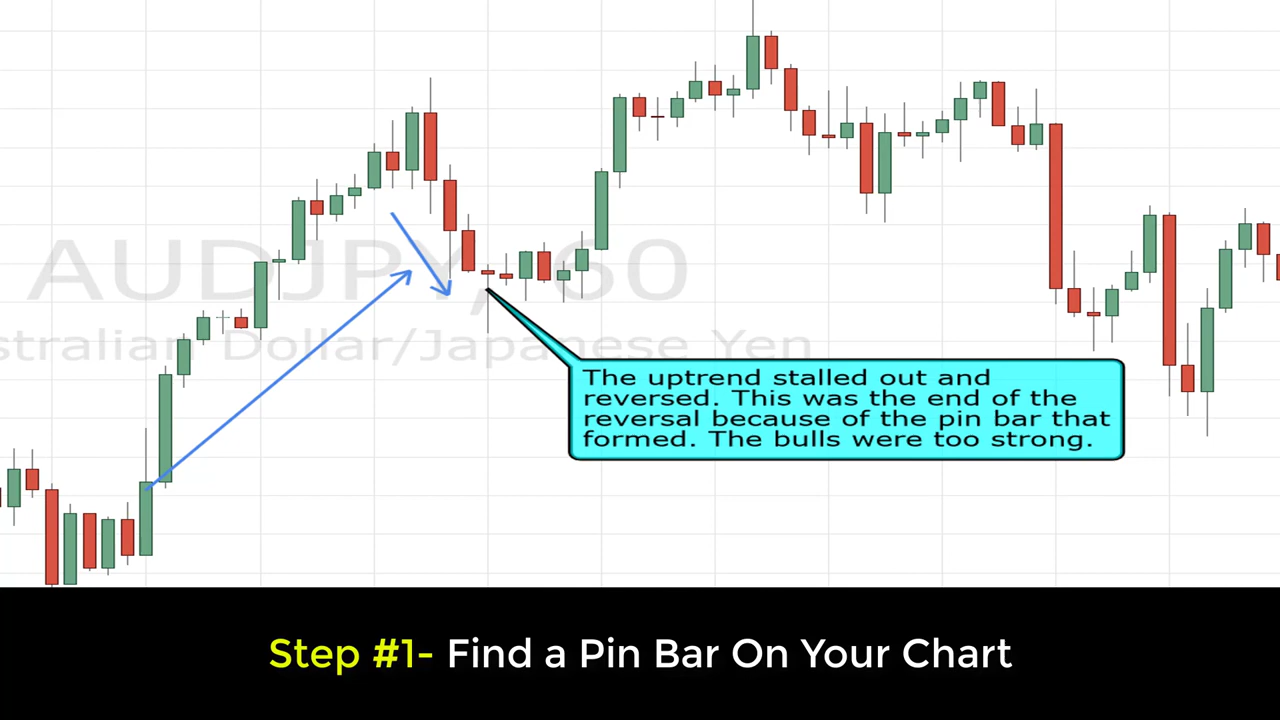 AUDJPY, 60
stralian Dollar/Japanese Yen
The uptrend stalled out and
reversed. This was the end of the
reversal because of the pin bar that
formed. The bulls were too strong.
Step #1- Find a Pin Bar On Your Chart